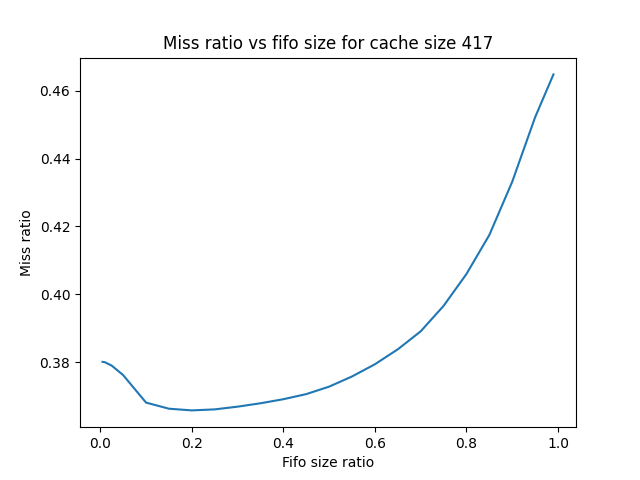 Miss ratio vs fifo size for cache size 417
0.46
0.44
0.42
0.40
0.38
Miss ratio
0.0 0.2 0.4 0.6 0.8 1.0
Fifo size ratio